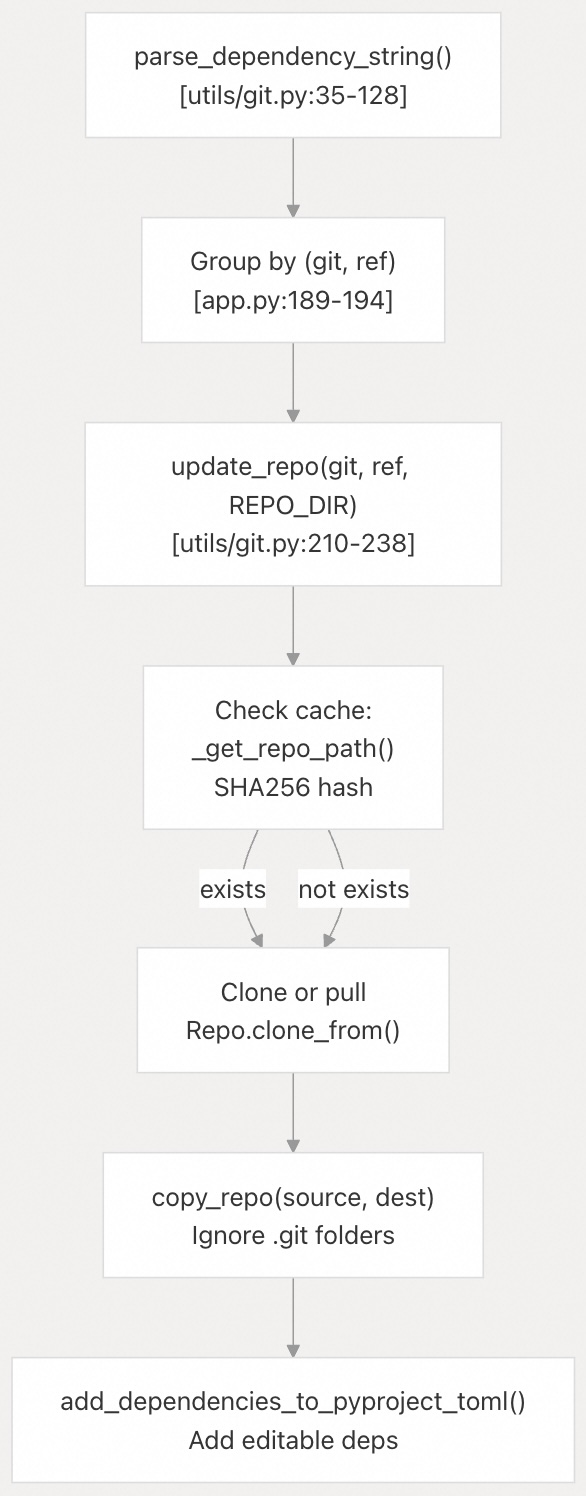 parse_dependency_string()
[utils/git.py:35-128]
Group by (git, ref)
[app.py:189-194]
update_repo(git, ref,
REPO_DIR)
[utils/git.py:210-238]
Check cache:
_get_repo_path()
SHA256 hash
exists
not exists
Clone or pull
Repo.clone_from()
copy_repo(source, dest)
Ignore .git folders
add_dependencies_to_pyproject_toml()
Add editable deps